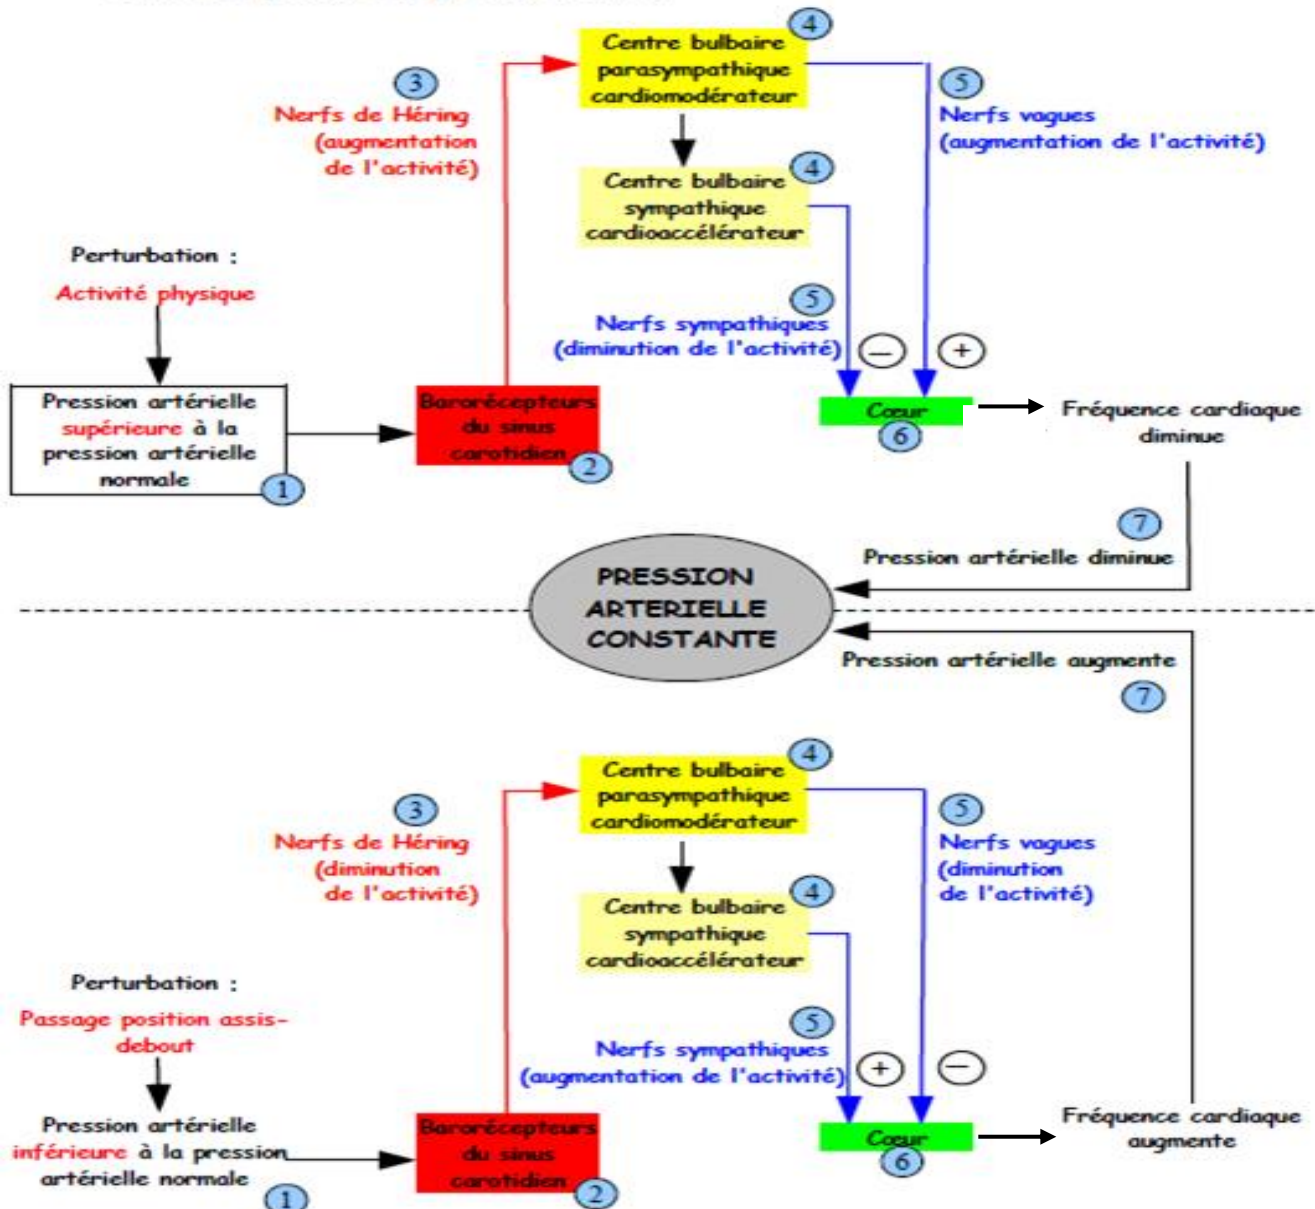 4
Centre bulbaire
parasympathique
cardiomodérateur
3
Nerfs de Héring
(augmentation
de l'activité)
5
Nerfs vagues
(augmentation de l'activité)
4
Centre bulbaire
sympathique
cardioaccélérateur
Perturbation :
Activité physique
5
Nerfs sympathiques
(diminution de l'activité)
— +
Pression artérielle
supérieure à la
pression artérielle
normale
1
Barorécepteurs
du sinus
carotidien
2
Cœur
6
Fréquence cardiaque
diminue
7
Pression artérielle diminue
PRESSION
ARTERIELLE
CONSTANTE
Pression artérielle augmente
7
4
Centre bulbaire
parasympathique
cardiomodérateur
3
Nerfs de Héring
(diminution
de l'activité)
5
Nerfs vagues
(diminution
de l'activité)
4
Centre bulbaire
sympathique
cardioaccélérateur
Perturbation :
Passage position assis-
debout
5
Nerfs sympathiques
(augmentation de l'activité)
+ —
Pression artérielle
inférieure à la pression
artérielle normale
1
Barorécepteurs
du sinus
carotidien
2
Cœur
6
Fréquence cardiaque
augmente